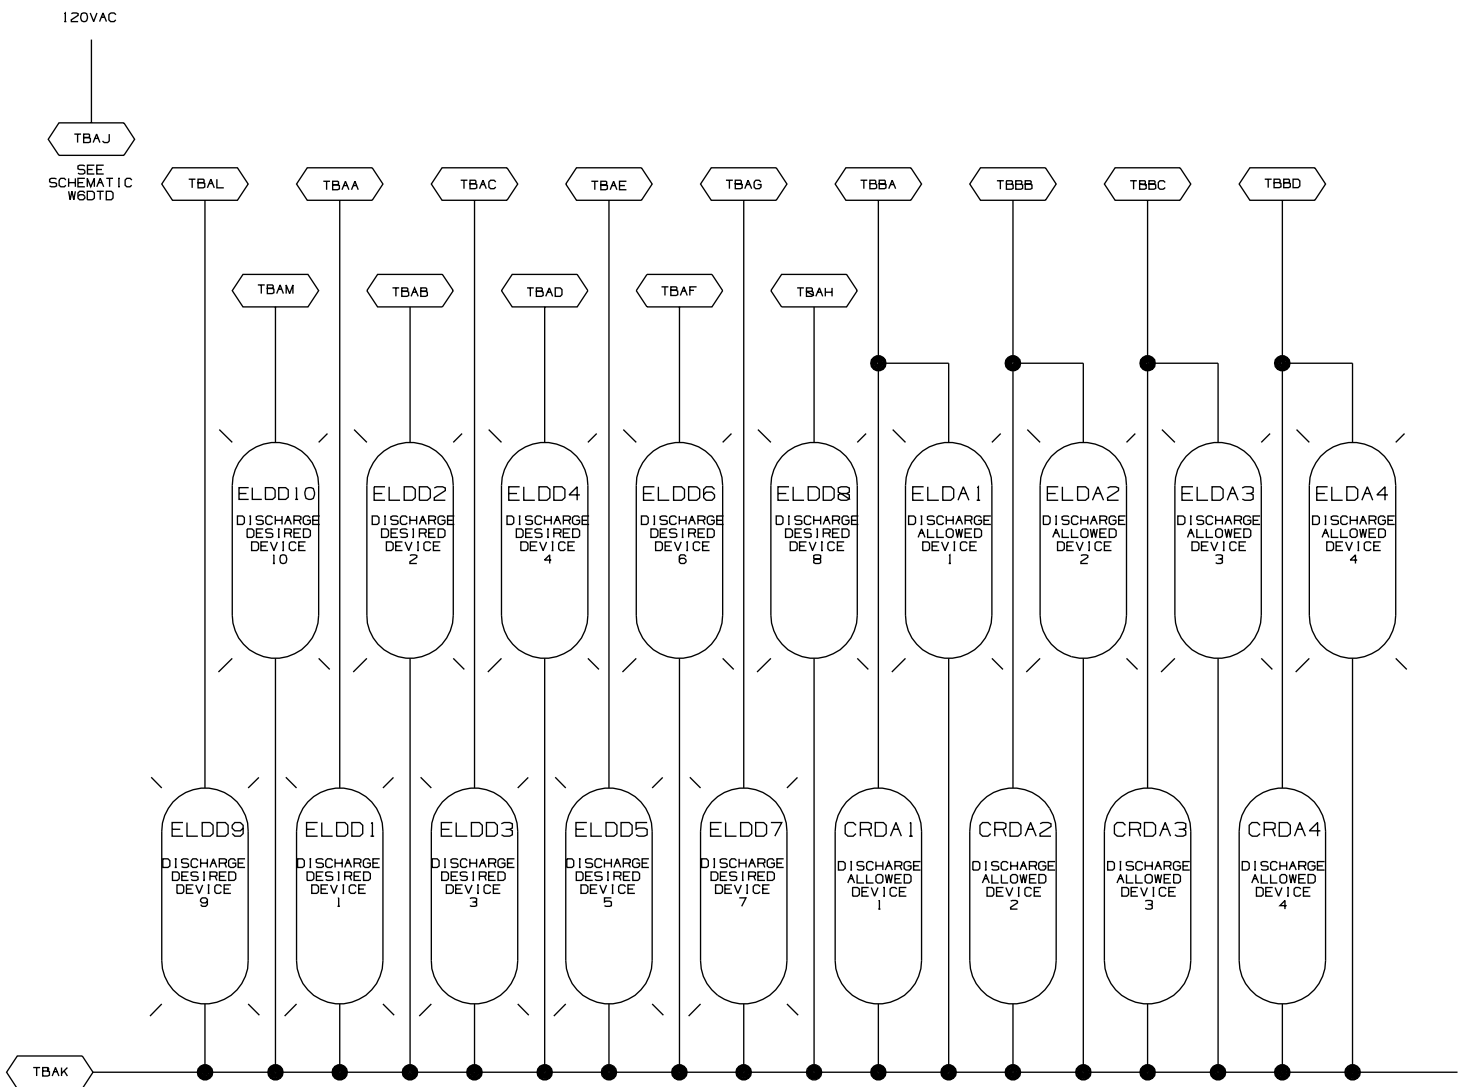 120VAC
TBAJ
SEE
SCHEMATIC
W6DTD
TBAL
TBAA
TBAC
TBAE
TBAG
TBBA
TBBB
TBBC
TBBD
TBAM
TBAB
TBAD
TBAF
TBAH
ELDD10
DISCHARGE
DESIRED
DEVICE
10
ELDD2
DISCHARGE
DESIRED
DEVICE
2
ELDD4
DISCHARGE
DESIRED
DEVICE
4
ELDD6
DISCHARGE
DESIRED
DEVICE
6
ELDD8
DISCHARGE
DESIRED
DEVICE
8
ELDA1
DISCHARGE
ALLOWED
DEVICE
1
ELDA2
DISCHARGE
ALLOWED
DEVICE
2
ELDA3
DISCHARGE
ALLOWED
DEVICE
3
ELDA4
DISCHARGE
ALLOWED
DEVICE
4
ELDD9
DISCHARGE
DESIRED
DEVICE
9
ELDD1
DISCHARGE
DESIRED
DEVICE
1
ELDD3
DISCHARGE
DESIRED
DEVICE
3
ELDD5
DISCHARGE
DESIRED
DEVICE
5
ELDD7
DISCHARGE
DESIRED
DEVICE
7
CRDA1
DISCHARGE
ALLOWED
DEVICE
1
CRDA2
DISCHARGE
ALLOWED
DEVICE
2
CRDA3
DISCHARGE
ALLOWED
DEVICE
3
CRDA4
DISCHARGE
ALLOWED
DEVICE
4
TBAK